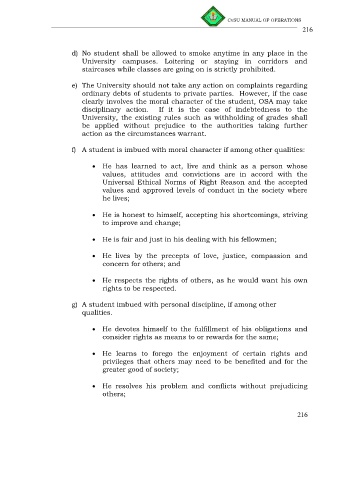 CvSU MANUAL OF OPERATIONS
216
d) No student shall be allowed to smoke anytime in any place in the
University campuses. Loitering or staying in corridors and
staircases while classes are going on is strictly prohibited.
e) The University should not take any action on complaints regarding
ordinary debts of students to private parties. However, if the case
clearly involves the moral character of the student, OSA may take
disciplinary action. If it is the case of indebtedness to the
University, the existing rules such as withholding of grades shall
be applied without prejudice to the authorities taking further
action as the circumstances warrant.
f) A student is imbued with moral character if among other qualities:
• He has learned to act, live and think as a person whose
values, attitudes and convictions are in accord with the
Universal Ethical Norms of Right Reason and the accepted
values and approved levels of conduct in the society where
he lives;
• He is honest to himself, accepting his shortcomings, striving
to improve and change;
• He is fair and just in his dealing with his fellowmen;
• He lives by the precepts of love, justice, compassion and
concern for others; and
• He respects the rights of others, as he would want his own
rights to be respected.
g) A student imbued with personal discipline, if among other
qualities.
• He devotes himself to the fulfillment of his obligations and
consider rights as means to or rewards for the same;
• He learns to forego the enjoyment of certain rights and
privileges that others may need to be benefited and for the
greater good of society;
• He resolves his problem and conflicts without prejudicing
others;
216